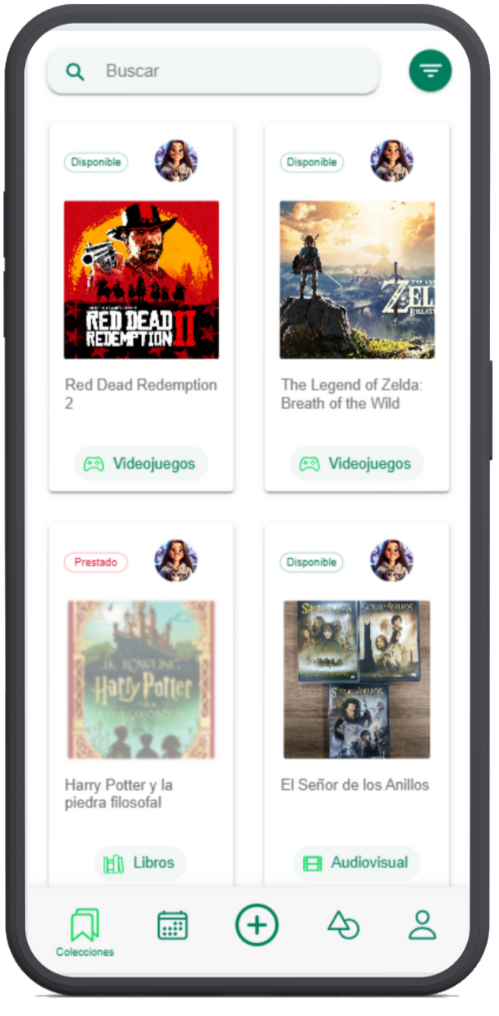 Buscar
Disponible
Disponible
RED DEAD
REDEMPTION II
ZEL
BREAT
Red Dead Redemption
2
The Legend of Zelda:
Breath of the Wild
Videojuegos
Videojuegos
Prestado
Disponible
J.K. ROWLING
Harry Potter
Harry Potter y la
piedra filosofal
El Señor de los Anillos
Libros
Audiovisual
Colecciones